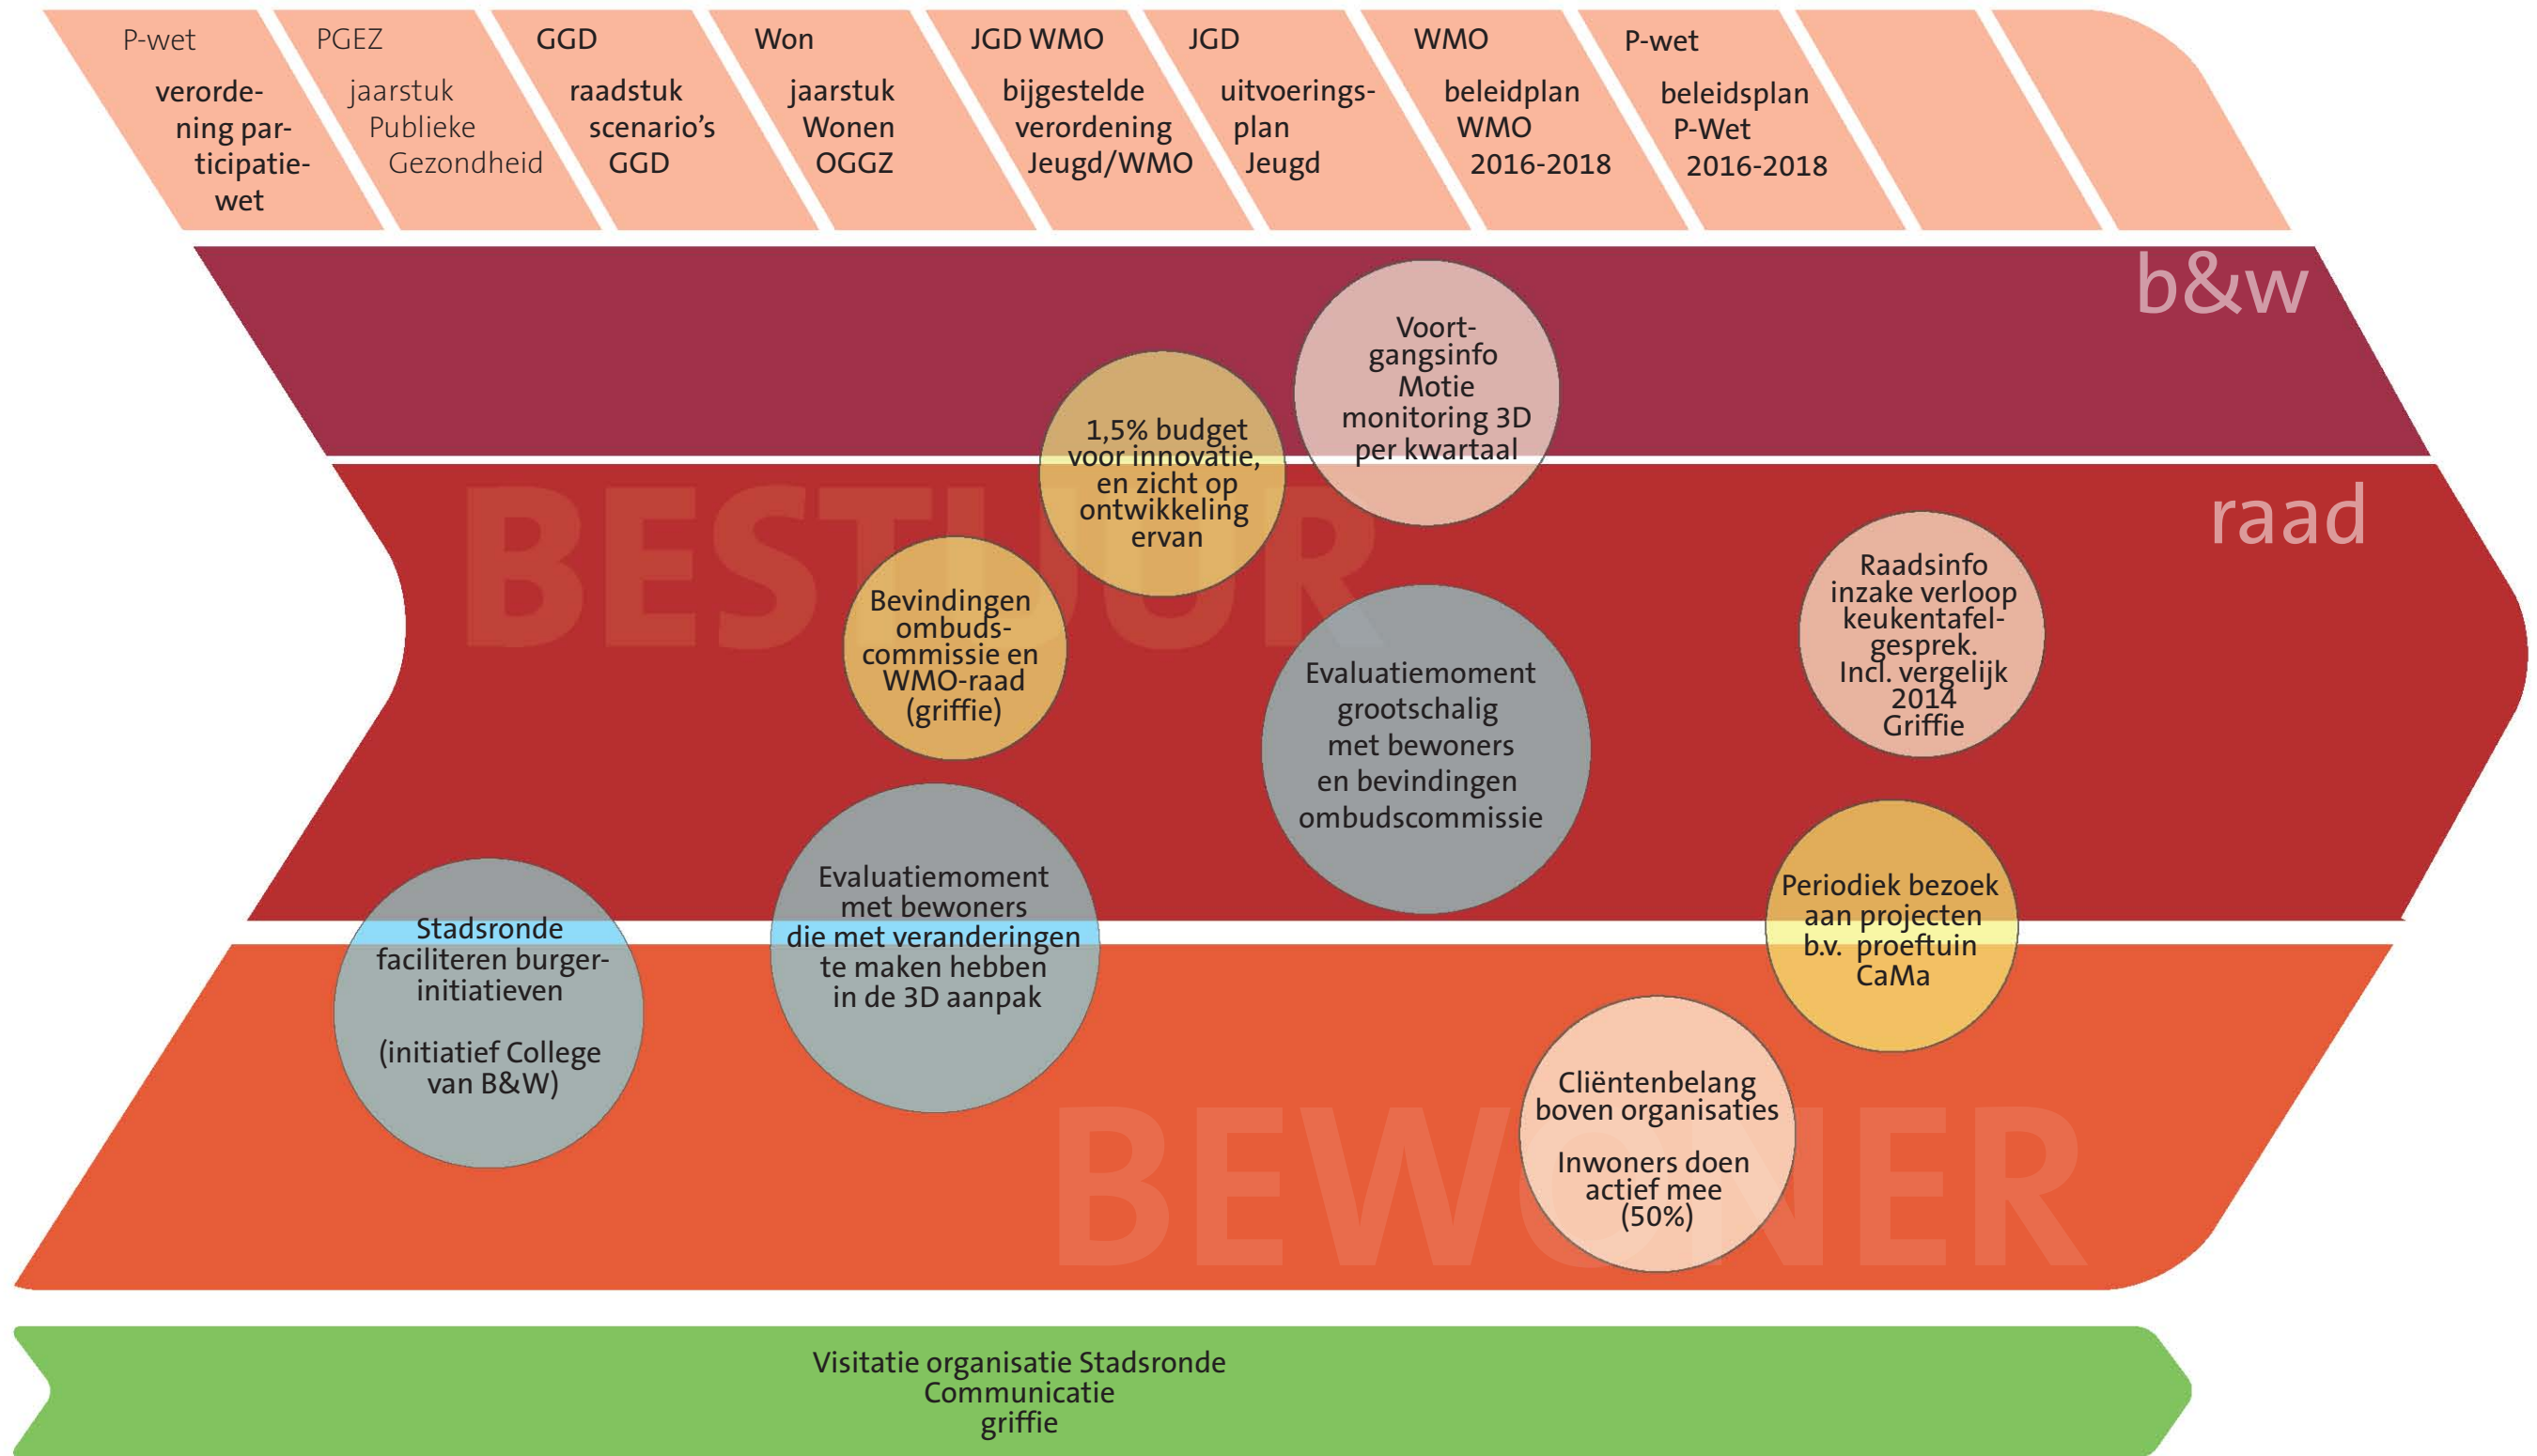 P-wet
verorde-
ning par-
ticipatie-
wet
PGEZ
jaarstuk
Publieke
Gezondheid
GGD
raadstuk
scenario's
GGD
Won
jaarstuk
Wonen
OGGZ
JGD WMO
bijgestelde
verordening
Jeugd/WMO
JGD
uitvoerings-
plan
Jeugd
WMO
beleidplan
WMO
2016-2018
P-wet
beleidsplan
P-Wet
2016-2018
b&w
Voort-
gangsinfo
Motie
monitoring 3D
per kwartaal
1,5% budget
voor innovatie,
en zicht op
ontwikkeling
ervan
raad
BESTUUR
Bevindingen
ombuds-
commissie en
WMO-raad
(griffie)
Raadsinfo
inzake verloop
keukentafel-
gesprek.
Incl. vergelijk
2014
Griffie
Evaluatiemoment
grootschalig
met bewoners
en bevindingen
ombudscommissie
Stadsronde
faciliteren burger-
initiatieven
(initiatief College
van B&W)
Evaluatiemoment
met bewoners
die met veranderingen
te maken hebben
in de 3D aanpak
Periodiek bezoek
aan projecten
b.v. proeftuin
CaMa
Cliëntenbelang
boven organisaties
Inwoners doen
actief mee
(50%)
BEWONER
Visitatie organisatie Stadsronde
Communicatie
griffie